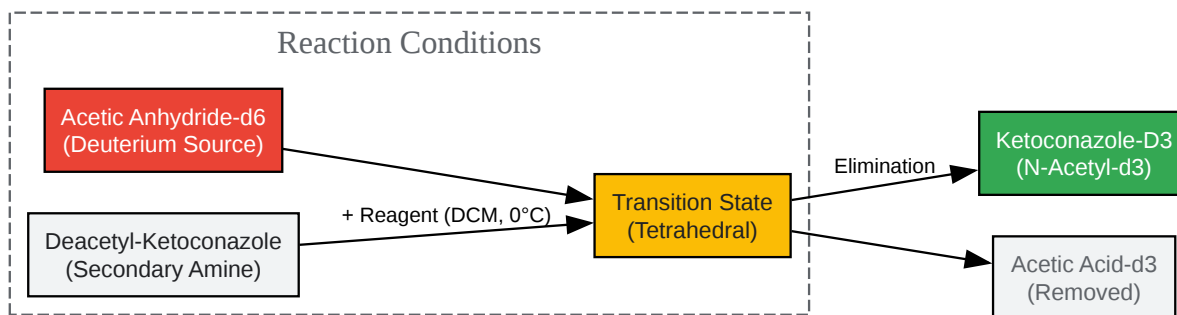 Reaction Conditions
Acetic Anhydride-d6
(Deuterium Source)
Deacetyl-Ketoconazole
(Secondary Amine)
+ Reagent (DCM, 0°C)
Transition State
(Tetrahedral)
Elimination
Ketoconazole-D3
(N-Acetyl-d3)
Acetic Acid-d3
(Removed)